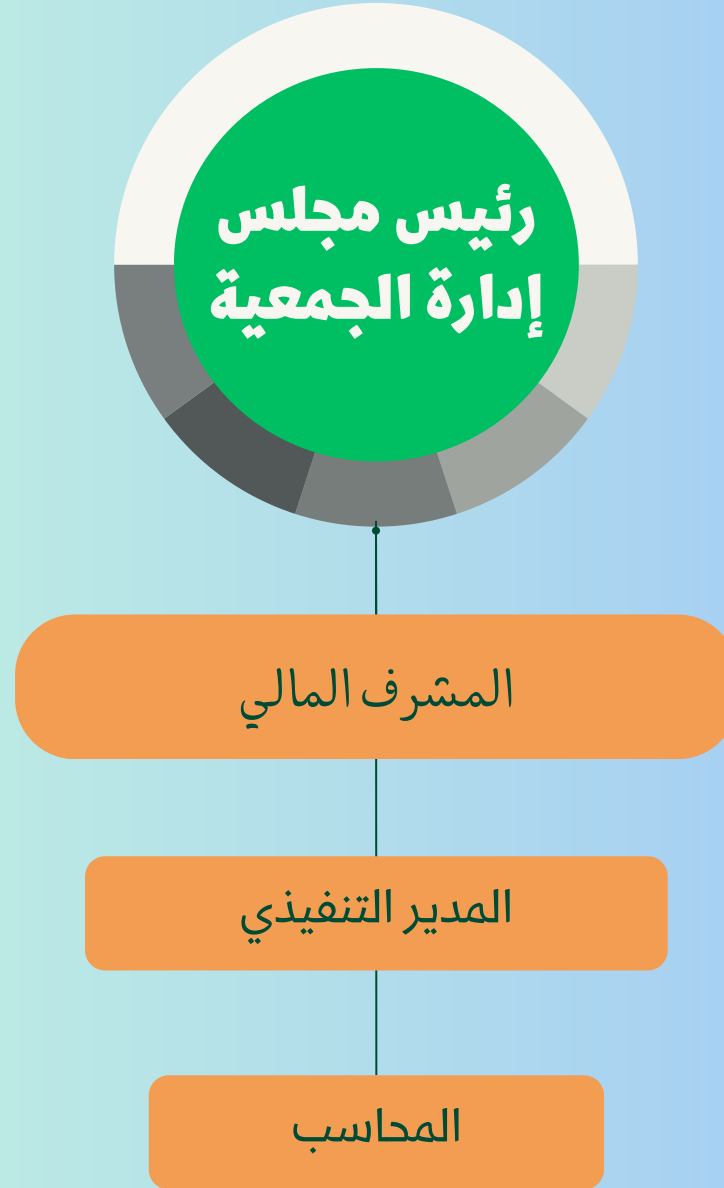 رئيس مجلس
إدارة الجمعية
المشرف المالي
المدير التنفيذي
المحاسب